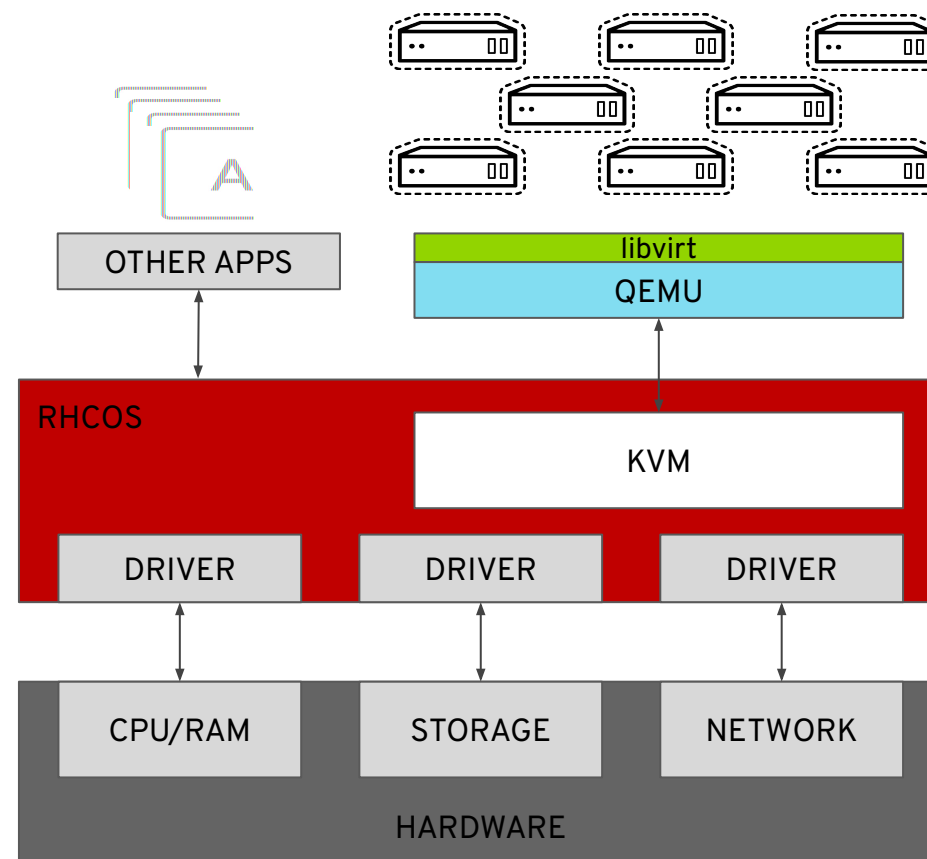 A
OTHER APPS
libvirt
QEMU
RHCOS
KVM
DRIVER
DRIVER
DRIVER
CPU/RAM
STORAGE
NETWORK
HARDWARE